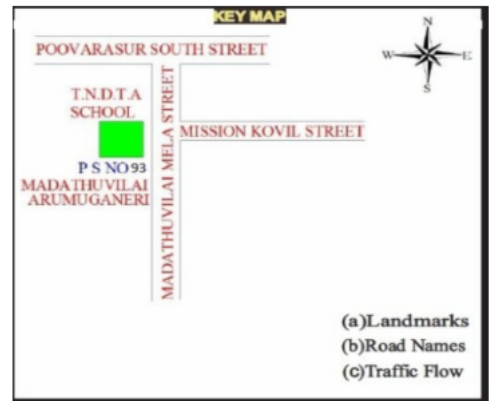 KEY MAP
N
W
E
S
POOVARASUR SOUTH STREET
T.N.D.T.A
SCHOOL
MISSION KOVIL STREET
MADATHUVILAI MELA STREET
P S NO 93
MADATHUVILAI
ARUMUGANERI
(a)Landmarks
(b)Road Names
(c)Traffic Flow